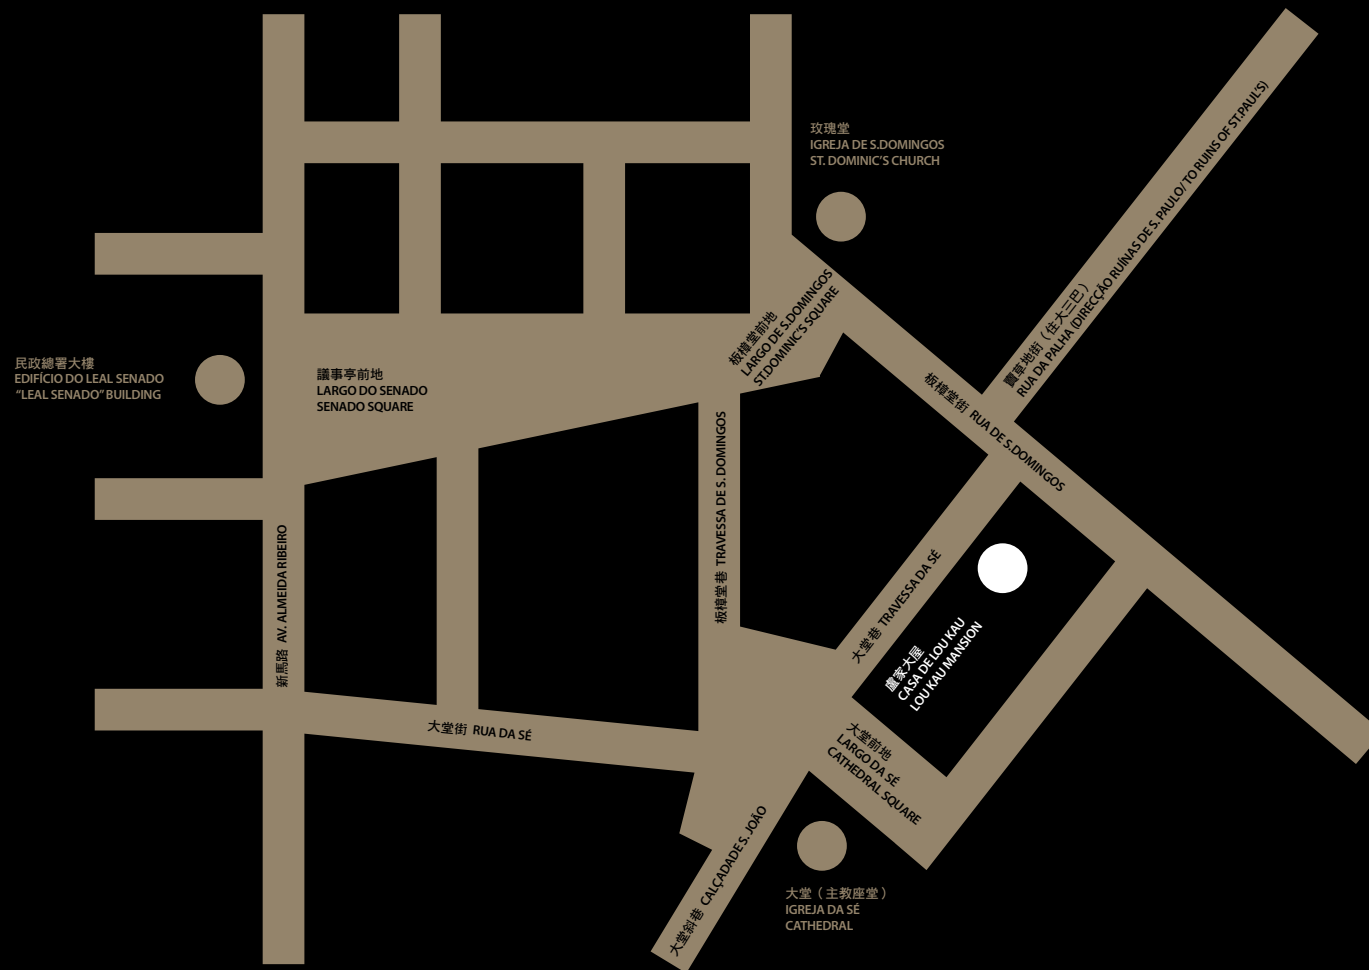 玫瑰堂
IGREJA DE S.DOMINGOS
ST. DOMINIC'S CHURCH
賣草地街（住大三巴）
RUA DA PALHA (DIRECÇÃO RUÍNAS DE S. PAULO/ TO RUINS OF ST.PAUL'S)
板樟堂前地
LARGO DE S.DOMINGOS
ST.DOMINIC'S SQUARE
民政總署大樓
EDIFÍCIO DO LEAL SENADO
"LEAL SENADO" BUILDING
議事亭前地
LARGO DO SENADO
SENADO SQUARE
板樟堂街 RUA DE S.DOMINGOS
板樟堂巷 TRAVESSA DE S. DOMINGOS
新馬路 AV. ALMEIDA RIBEIRO
大堂巷 TRAVESSA DA SÉ
盧家大屋
CASA DE LOU KAU
LOU KAU MANSION
大堂街 RUA DA SÉ
大堂前地
LARGO DA SÉ
CATHEDRAL SQUARE
大堂斜巷 CALÇADADE S. JOÃO
大堂（主教座堂）
IGREJA DA SÉ
CATHEDRAL